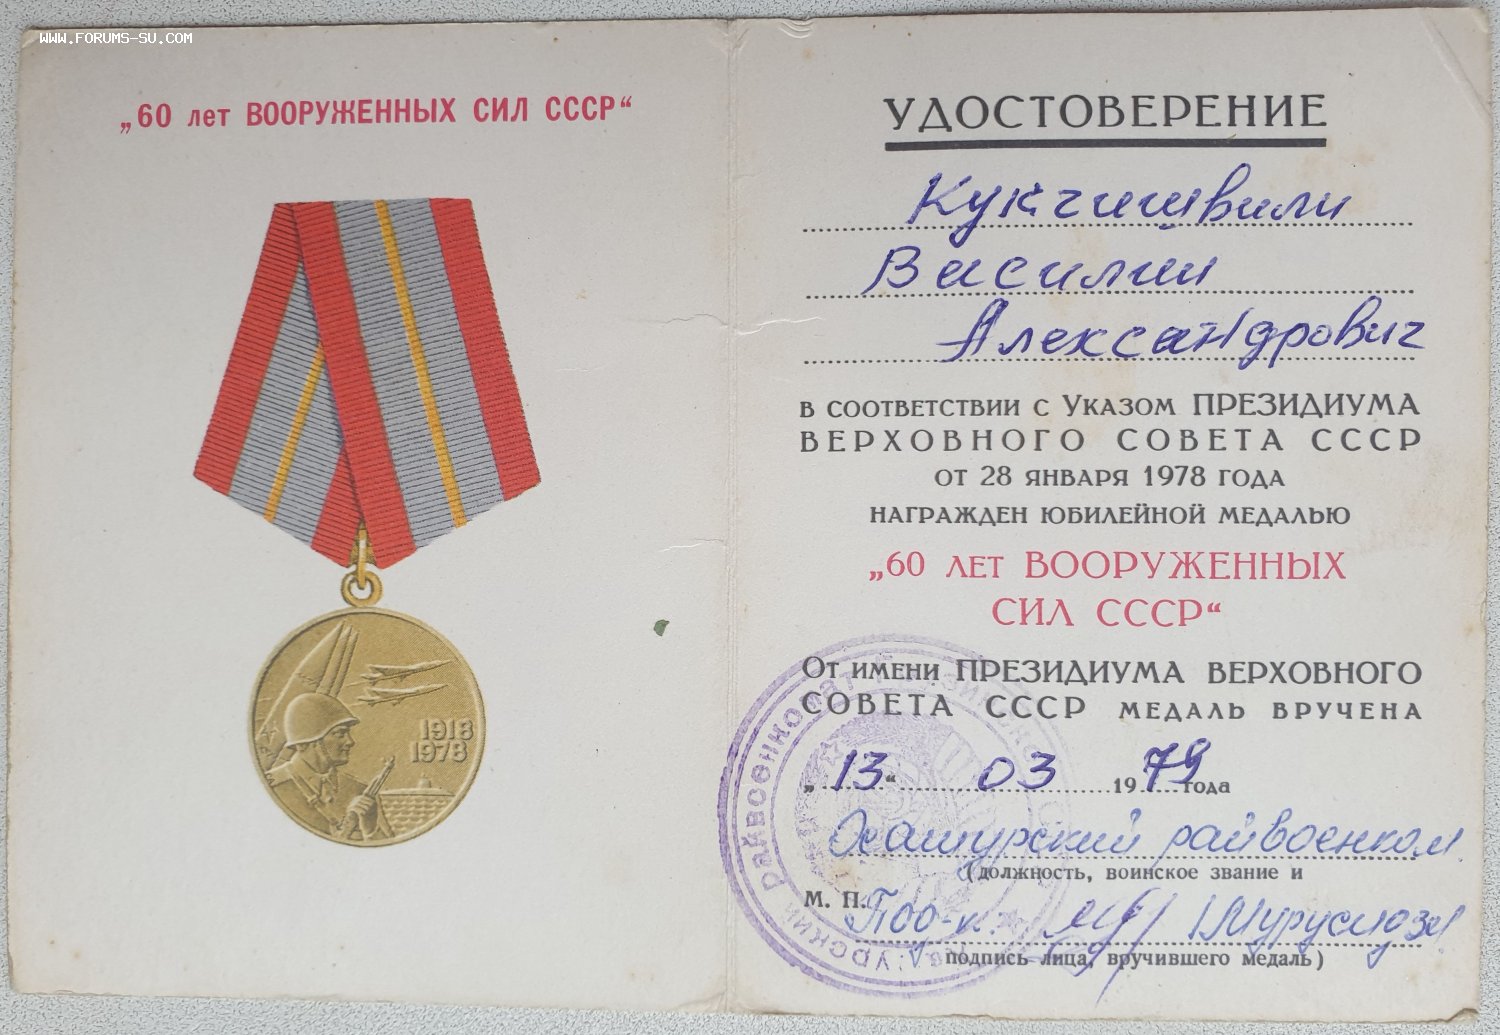 WWW.FORUMS-SU.COM
„60 лет ВООРУЖЕННЫХ СИЛ СССР“
1918
1978
УДОСТОВЕРЕНИЕ
Кукчишвили
Василий
Александрович
В СООТВЕТСТВИИ С УКАЗОМ ПРЕЗИДИУМА
ВЕРХОВНОГО СОВЕТА СССР
ОТ 28 ЯНВАРЯ 1978 ГОДА
НАГРАЖДЕН ЮБИЛЕЙНОЙ МЕДАЛЬЮ
„60 ЛЕТ ВООРУЖЕННЫХ
СИЛ СССР“
ОТ ИМЕНИ ПРЕЗИДИУМА ВЕРХОВНОГО
СОВЕТА СССР МЕДАЛЬ ВРУЧЕНА
„13“ 03 1979 года
Хашурский райвоенком
(должность, воинское звание и
М. П.
подпись лица, вручившего медаль)